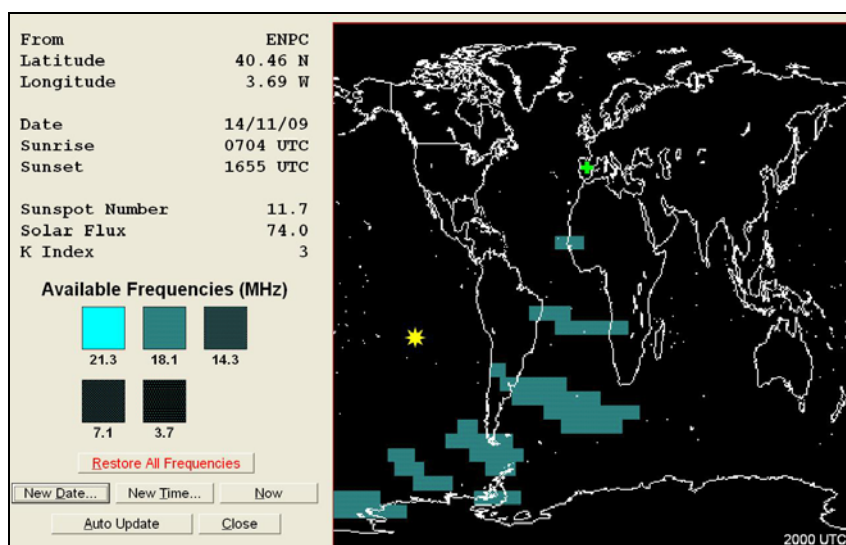 From ENPC
Latitude 40.46 N
Longitude 3.69 W
Date 14/11/09
Sunrise 0704 UTC
Sunset 1655 UTC
Sunspot Number 11.7
Solar Flux 74.0
K Index 3
Available Frequencies (MHz)
21.3 18.1 14.3
7.1 3.7
Restore All Frequencies
New Date... New Time... Now
Auto Update Close
2000 UTC